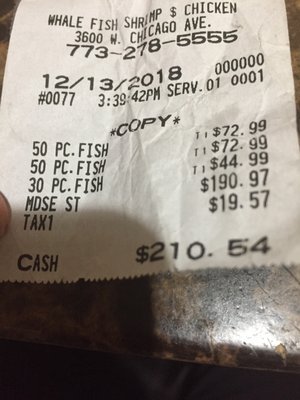 WHALE FISH SHRIMP $ CHICKEN
3600 W. CHICAGO AVE.
773-278-5555
12/13/2018 000000
#0077 3:39:42PM SERV.01 0001
*COPY*
50 PC.FISH T1 $72.99
50 PC.FISH T1 $72.99
30 PC.FISH T1 $44.99
MDSE ST $190.97
TAX1 $19.57
CASH $210.54